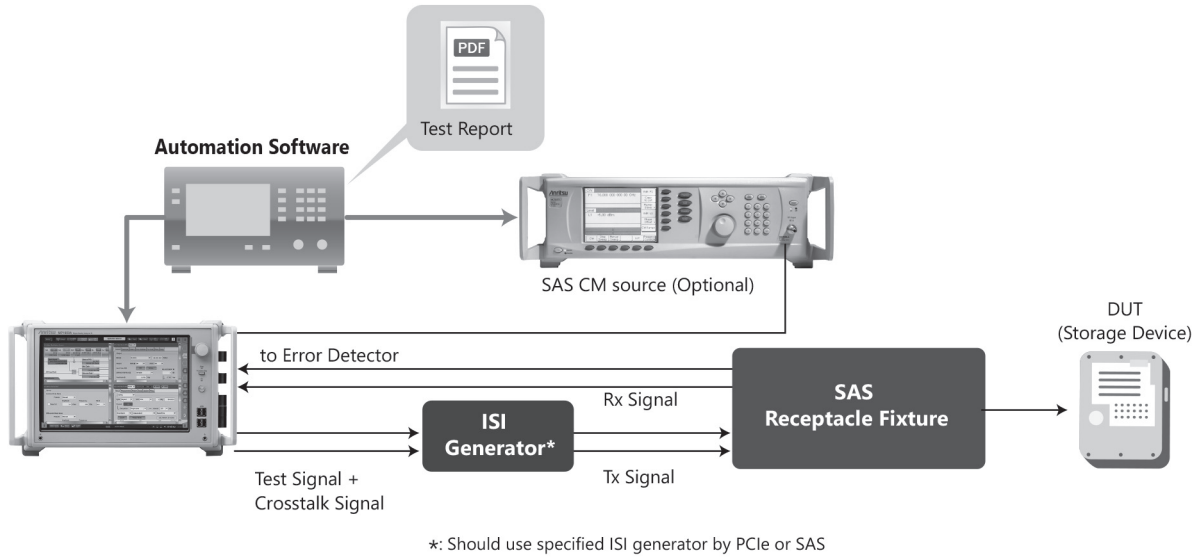 PDF
Test Report
Automation Software
Anritsu
SAS CM source (Optional)
DUT
(Storage Device)
to Error Detector
Rx Signal
SAS
Receptacle Fixture
ISI
Generator*
Tx Signal
Test Signal +
Crosstalk Signal
*: Should use specified ISI generator by PCIe or SAS